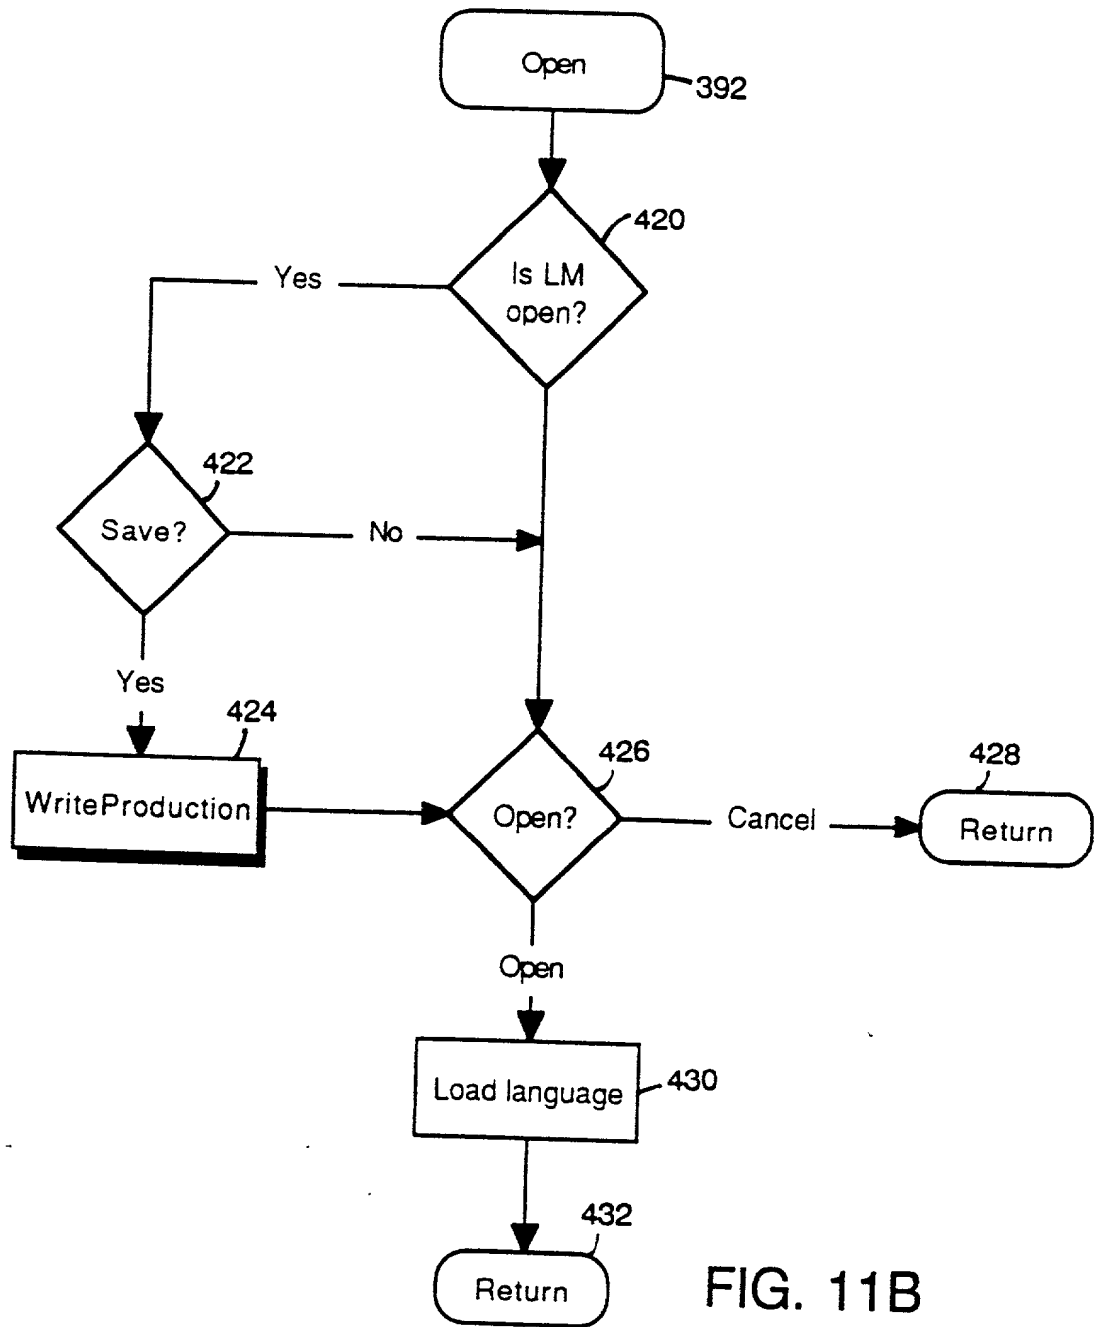 Open
392
420
Is LM
open?
Yes
422
Save?
No
Yes
424
WriteProduction
426
Open?
Cancel
428
Return
Open
Load language
430
432
Return
FIG. 11B